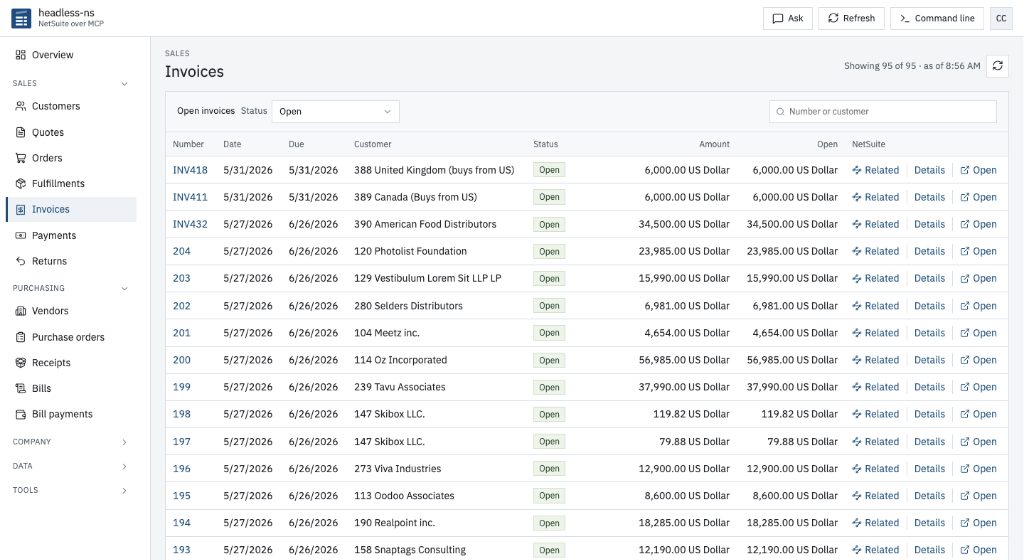 headless-ns
NetSuite over MCP
Ask
Refresh
Command line
CC
Overview
SALES
Customers
Quotes
Orders
Fulfillments
Invoices
Payments
Returns
PURCHASING
Vendors
Purchase orders
Receipts
Bills
Bill payments
COMPANY
DATA
TOOLS
SALES
Invoices
Showing 95 of 95 · as of 8:56 AM
Open invoices Status Open
Number or customer
Number Date Due Customer Status Amount Open NetSuite
INV418 5/31/2026 5/31/2026 388 United Kingdom (buys from US) Open 6,000.00 US Dollar 6,000.00 US Dollar Related Details Open
INV411 5/31/2026 5/31/2026 389 Canada (Buys from US) Open 6,000.00 US Dollar 6,000.00 US Dollar Related Details Open
INV432 5/27/2026 6/26/2026 390 American Food Distributors Open 34,500.00 US Dollar 34,500.00 US Dollar Related Details Open
204 5/27/2026 6/26/2026 120 Photolist Foundation Open 23,985.00 US Dollar 23,985.00 US Dollar Related Details Open
203 5/27/2026 6/26/2026 129 Vestibulum Lorem Sit LLP LP Open 15,990.00 US Dollar 15,990.00 US Dollar Related Details Open
202 5/27/2026 6/26/2026 280 Selders Distributors Open 6,981.00 US Dollar 6,981.00 US Dollar Related Details Open
201 5/27/2026 6/26/2026 104 Meetz inc. Open 4,654.00 US Dollar 4,654.00 US Dollar Related Details Open
200 5/27/2026 6/26/2026 114 Oz Incorporated Open 56,985.00 US Dollar 56,985.00 US Dollar Related Details Open
199 5/27/2026 6/26/2026 239 Tavu Associates Open 37,990.00 US Dollar 37,990.00 US Dollar Related Details Open
198 5/27/2026 6/26/2026 147 Skibox LLC. Open 119.82 US Dollar 119.82 US Dollar Related Details Open
197 5/27/2026 6/26/2026 147 Skibox LLC. Open 79.88 US Dollar 79.88 US Dollar Related Details Open
196 5/27/2026 6/26/2026 273 Viva Industries Open 12,900.00 US Dollar 12,900.00 US Dollar Related Details Open
195 5/27/2026 6/26/2026 113 Oodoo Associates Open 8,600.00 US Dollar 8,600.00 US Dollar Related Details Open
194 5/27/2026 6/26/2026 190 Realpoint inc. Open 18,285.00 US Dollar 18,285.00 US Dollar Related Details Open
193 5/27/2026 6/26/2026 158 Snaptags Consulting Open 12,190.00 US Dollar 12,190.00 US Dollar Related Details Open